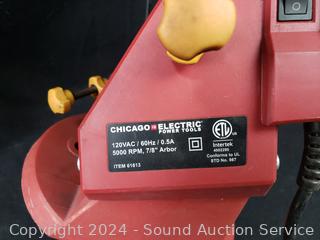 CHICAGO ELECTRIC
POWER TOOLS
120VAC / 60Hz / 0.5A
5000 RPM, 7/8" Arbor
ITEM 61613
ETL
Intertek
4003295
Conforms to UL
STD No. 987
Copyright © 2024 - Sound Auction Service